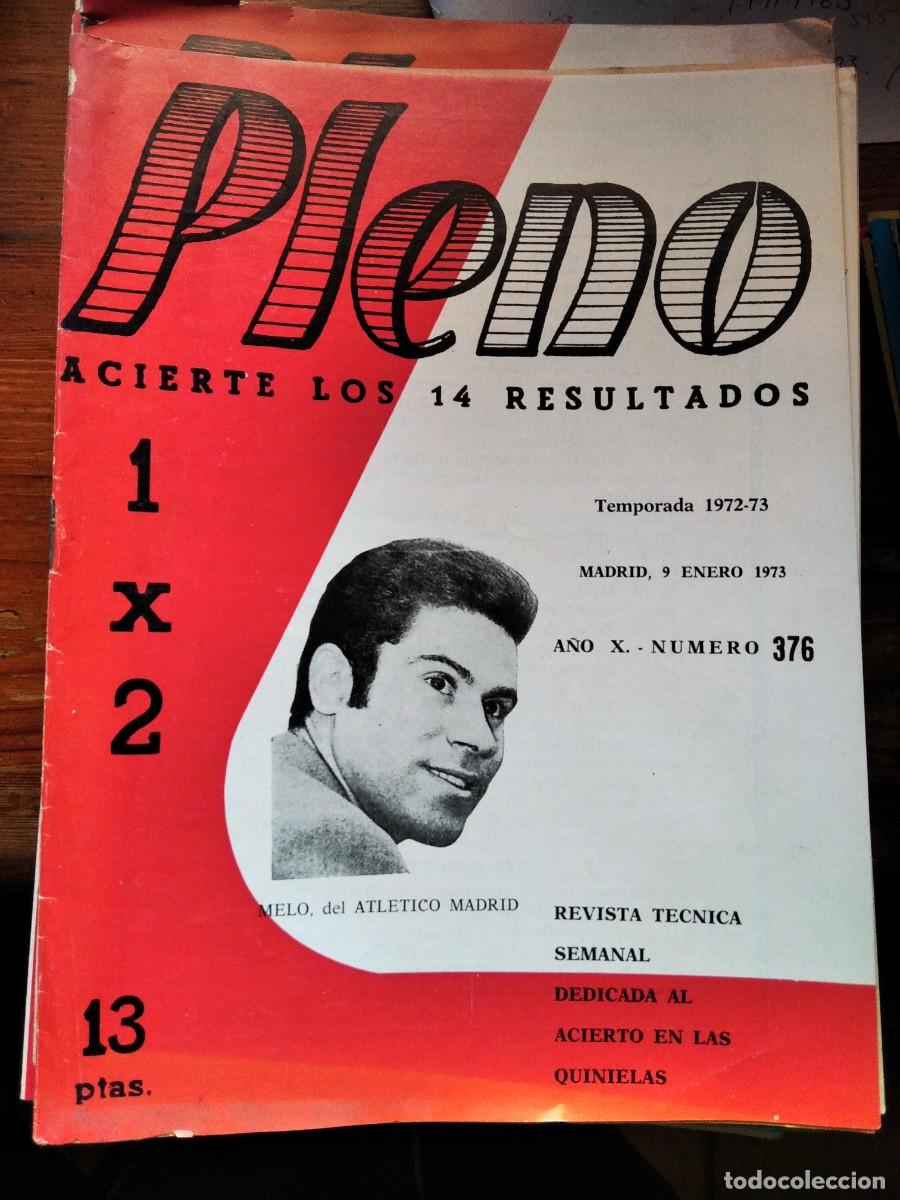 Pleno
ACIERTE LOS 14 RESULTADOS
1
x
2
Temporada 1972-73
MADRID, 9 ENERO 1973
AÑO X. - NUMERO 376
MELO, del ATLETICO MADRID
REVISTA TECNICA
SEMANAL
DEDICADA AL
ACIERTO EN LAS
QUINIELAS
13
ptas.
todocoleccion